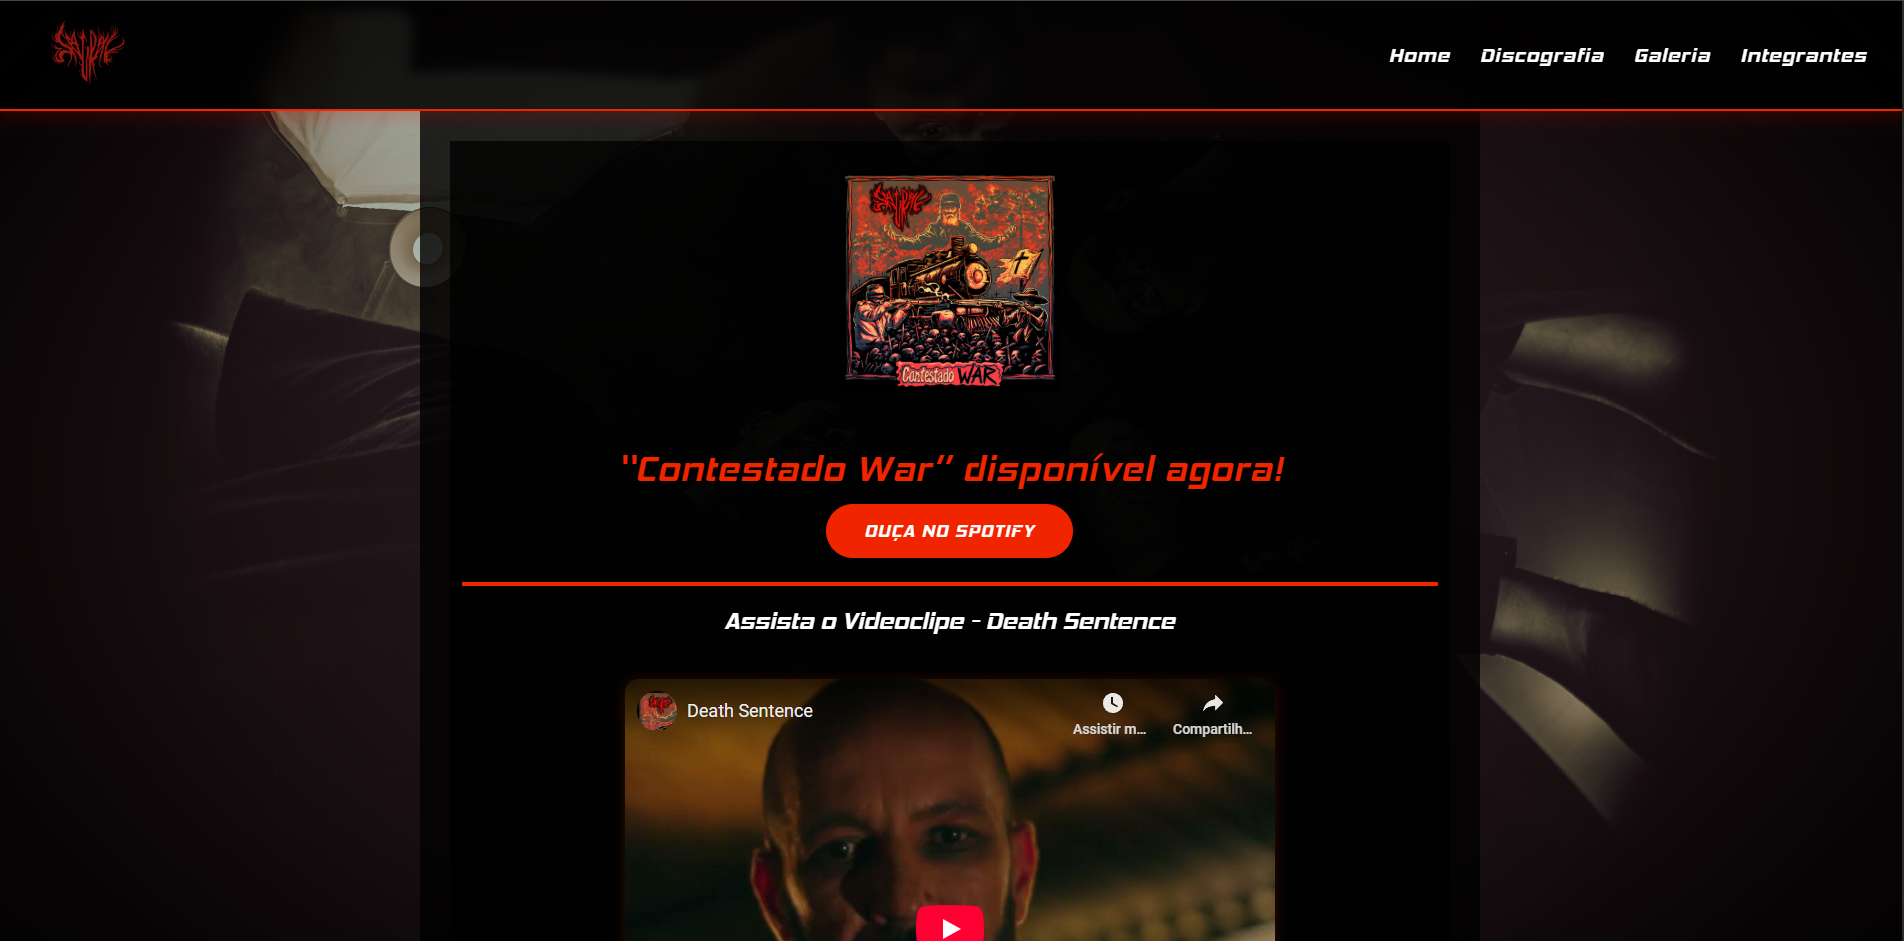 SATIRIC
Home Discografia Galeria Integrantes
Contestado WAR
"Contestado War" disponível agora!
OUÇA NO SPOTIFY
Assista o Videoclipe - Death Sentence
Death Sentence
Assistir m...
Compartilh...